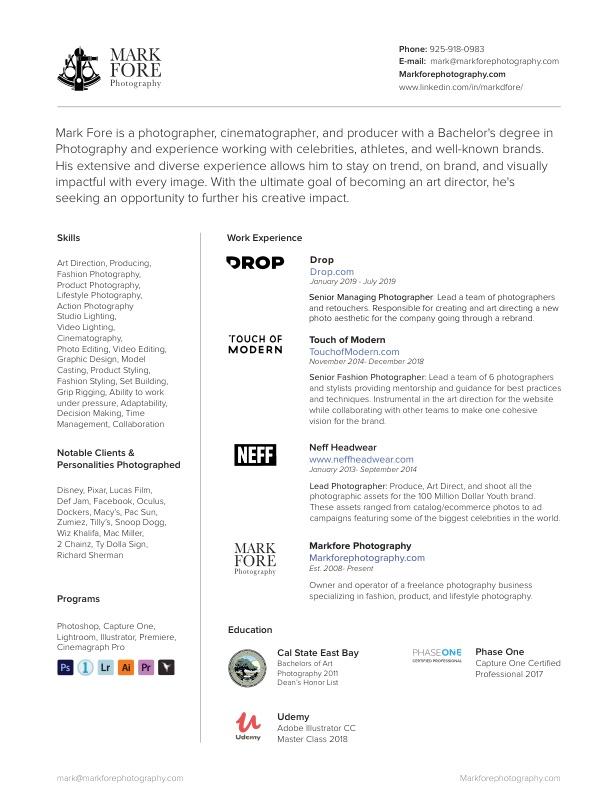 MARK
FORE
Photography
Phone: 925-918-0983
E-mail: mark@markforephotography.com
Markforephotography.com
www.linkedin.com/in/markdfore/
Mark Fore is a photographer, cinematographer, and producer with a Bachelor's degree in
Photography and experience working with celebrities, athletes, and well-known brands.
His extensive and diverse experience allows him to stay on trend, on brand, and visually
impactful with every image. With the ultimate goal of becoming an art director, he's
seeking an opportunity to further his creative impact.
Skills
Art Direction, Producing,
Fashion Photography,
Product Photography,
Lifestyle Photography,
Action Photography
Studio Lighting,
Video Lighting,
Cinematography,
Photo Editing, Video Editing,
Graphic Design, Model
Casting, Product Styling,
Fashion Styling, Set Building,
Grip Rigging, Ability to work
under pressure, Adaptability,
Decision Making, Time
Management, Collaboration
Notable Clients &
Personalities Photographed
Disney, Pixar, Lucas Film,
Def Jam, Facebook, Oculus,
Dockers, Macy's, Pac Sun,
Zumiez, Tilly's, Snoop Dogg,
Wiz Khalifa, Mac Miller,
2 Chainz, Ty Dolla Sign,
Richard Sherman
Programs
Photoshop, Capture One,
Lightroom, Illustrator, Premiere,
Cinemagraph Pro
Ps 1 Lr Ai Pr
Work Experience
DROP
Drop
Drop.com
January 2019 - July 2019
Senior Managing Photographer Lead a team of photographers
and retouchers. Responsible for creating and art directing a new
photo aesthetic for the company going through a rebrand.
TOUCH OF
MODERN
Touch of Modern
TouchofModern.com
November 2014- December 2018
Senior Fashion Photographer: Lead a team of 6 photographers
and stylists providing mentorship and guidance for best practices
and techniques. Instrumental in the art direction for the website
while collaborating with other teams to make one cohesive
vision for the brand.
NEFF
Neff Headwear
www.neffheadwear.com
January 2013- September 2014
Lead Photographer: Produce, Art Direct, and shoot all the
photographic assets for the 100 Million Dollar Youth brand.
These assets ranged from catalog/ecommerce photos to ad
campaigns featuring some of the biggest celebrities in the world.
MARK
FORE
Photography
Markfore Photography
Markforephotography.com
Est. 2008- Present
Owner and operator of a freelance photography business
specializing in fashion, product, and lifestyle photography.
Education
Cal State East Bay
Bachelors of Art
Photography 2011
Dean's Honor List
PHASEONE
CERTIFIED PROFESSIONAL
Phase One
Capture One Certified
Professional 2017
Udemy
Udemy
Adobe Illustrator CC
Master Class 2018
mark@markforephotography.com
Markforephotography.com